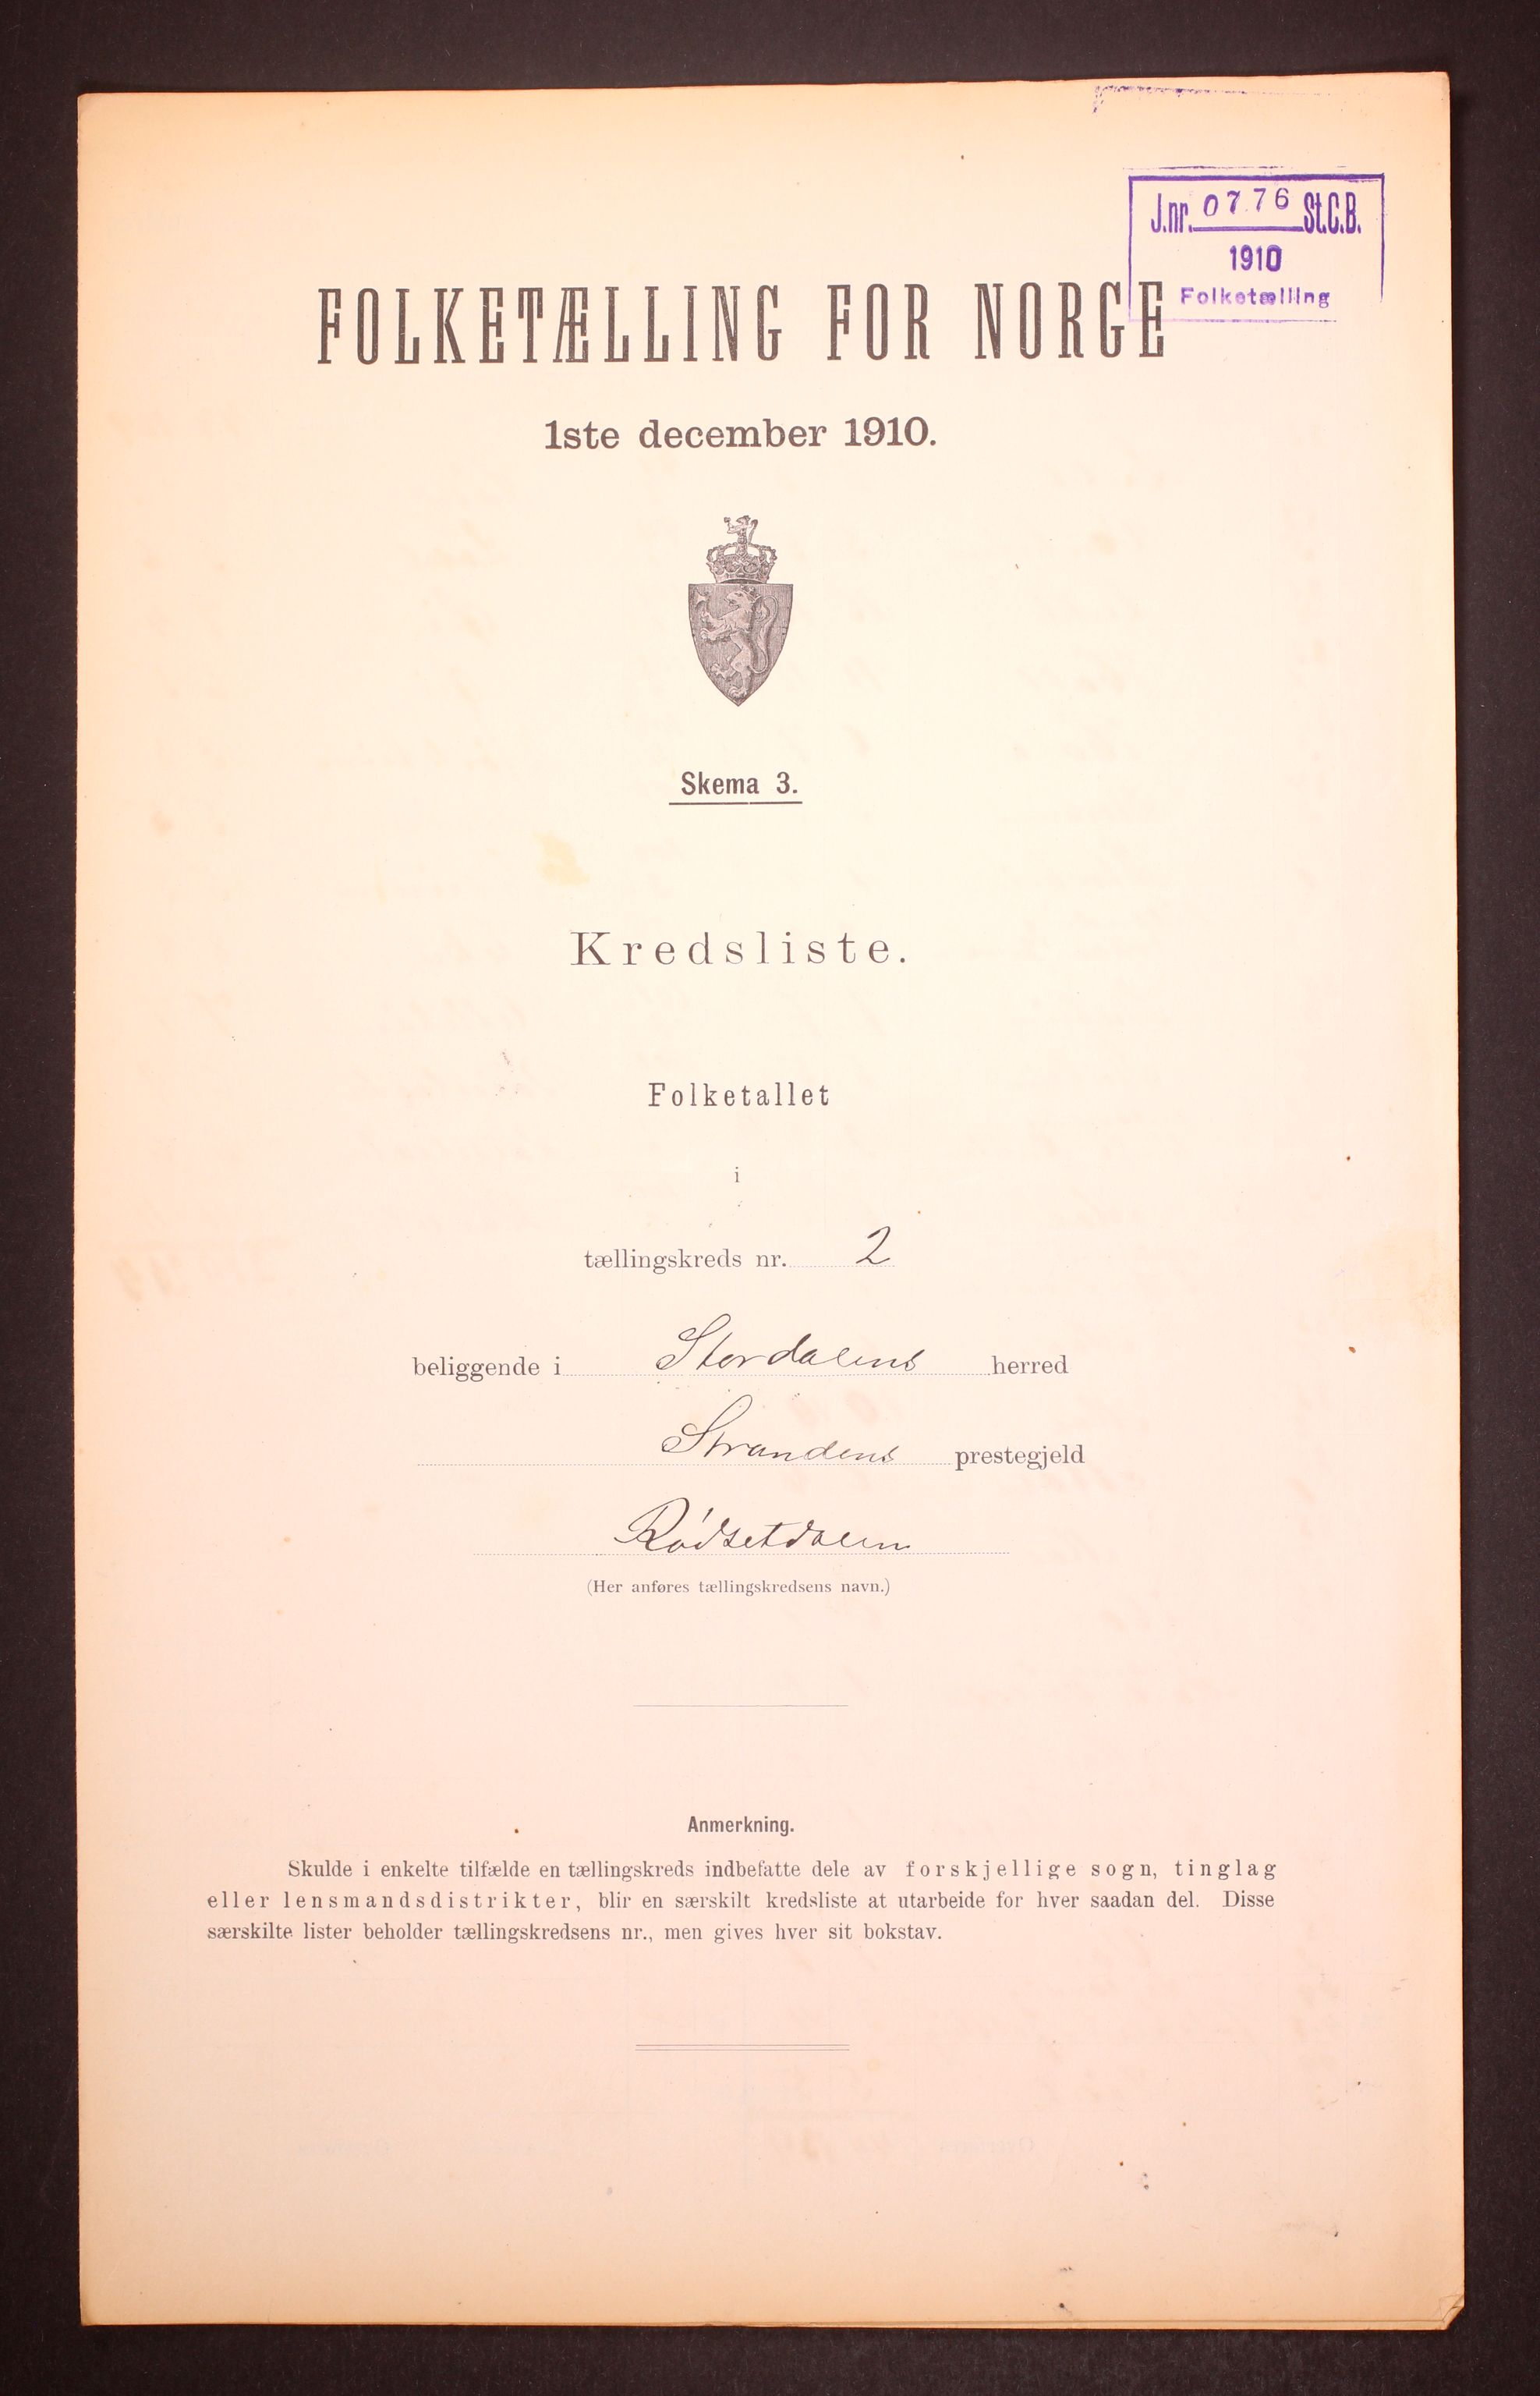 J.nr. 0776 St.C.B.
1910
Folketælling
FOLKETÆLLING FOR NORGE
1ste december 1910.
Skema 3.
Kredsliste.
Folketallet
i
tællingskreds nr. 2
beliggende i Stordalens herred
Strandens prestegjeld
Rødsetdalen
(Her anføres tællingskredsens navn.)
Anmerkning.
Skulde i enkelte tilfælde en tællingskreds indbefatte dele av forskjellige sogn, tinglag
eller lensmandsdistrikter, blir en særskilt kredsliste at utarbeide for hver saadan del. Disse
særskilte lister beholder tællingskredsens nr., men gives hver sit bokstav.